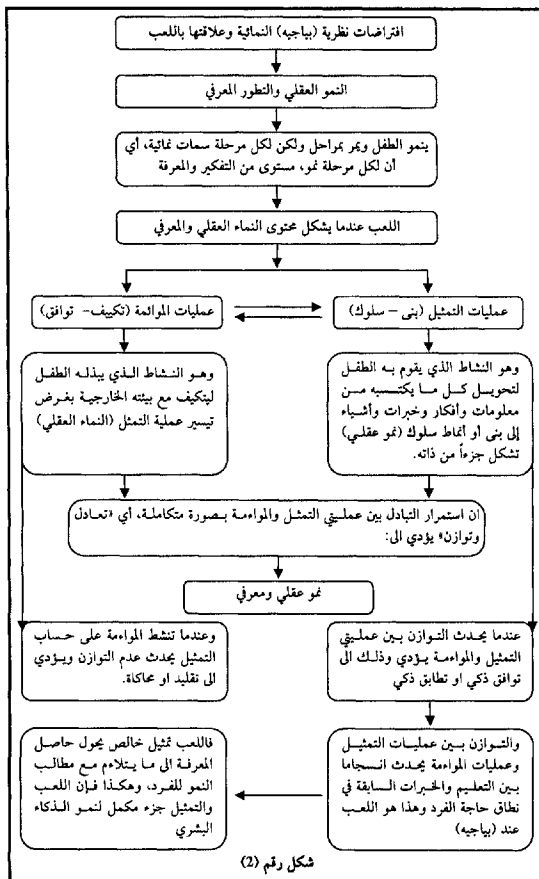 افتراضات نظرية (بياجيه) النمائية وعلاقتها باللعب
النمو العقلي والتطور المعرفي
ينمو الطفل ويمر بمراحل ولكن لكل مرحلة سمات نمائية، أي
أن لكل مرحلة نمو، مستوى من التفكير والمعرفة
اللعب عندما يشكل محتوى النماء العقلي والمعرفي
عمليات التمثيل (بنى – سلوك)
عمليات الموائمة (تكييف– توافق)
وهو النشاط الذي يقوم به الطفل
لتحويل كل ما يكتسبه من
معلومات وأفكار وخبرات وأشياء
إلى بنى أو أنماط سلوك (نمو عقلي)
تشكل جزءاً من ذاته.
وهو النشاط الذي يبذله الطفل
ليتكيف مع بيئته الخارجية بغرض
تيسير عملية التمثل (النماء العقلي)
ان استمرار التبادل بين عمليتي التمثل والمواءمة بصورة متكاملة، أي «تعادل
وتوازن» يؤدي الى:
نمو عقلي ومعرفي
عندما يحدث التوازن بين عمليتي
التمثيل والمواءمة يؤدي وذلك الى
توافق ذكي او تطابق ذكي
وعندما تنشط المواءمة على حساب
التمثيل يحدث عدم التوازن ويؤدي
الى تقليد او محاكاة.
والتوازن بين عمليات التمثيل
وعمليات المواءمة يحدث انسجاما
بين التعليم والخبرات السابقة في
نطاق حاجة الفرد وهذا هو اللعب
عند (بياجيه)
فاللعب تمثيل خالص يحول حاصل
المعرفة الى ما يتلاءم مع مطالب
النمو للفرد، وهكذا فإن اللعب
والتمثيل جزء مكمل لنمو الذكاء
البشري
شكل رقم (2)